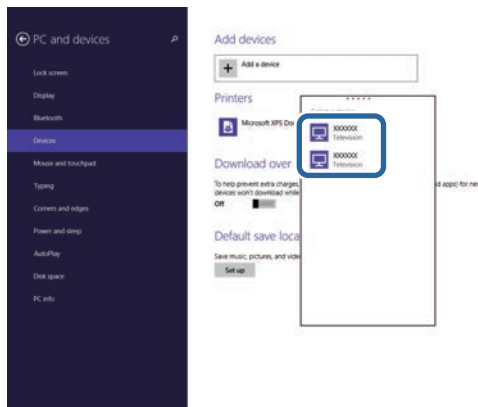 PC and devices
Lock screen
Display
Bluetooth
Devices
Mouse and touchpad
Typing
Corners and edges
Power and sleep
AutoPlay
Disk space
PC info
Add devices
Add a device
Printers
Microsoft XPS Doc
XXXXXX
Television
XXXXXX
Television
Download over
To help prevent extra charges,
d apps) for ne
devices won't download while
Off
Default save loca
Save music, pictures, and vide
Set up